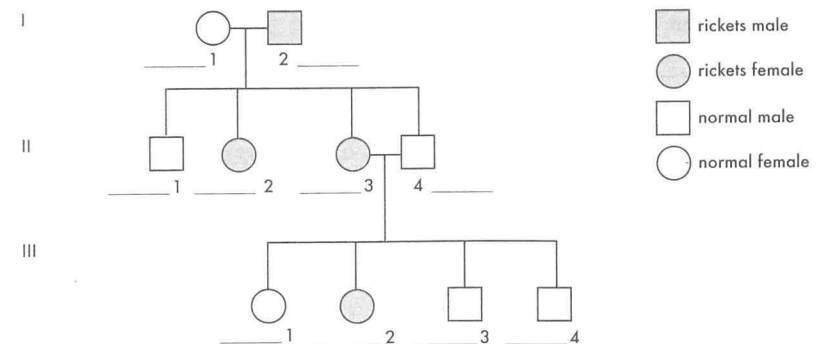 I
1 2
rickets male
rickets female
normal male
normal female
II
1 2 3 4
III
1 2 3 4